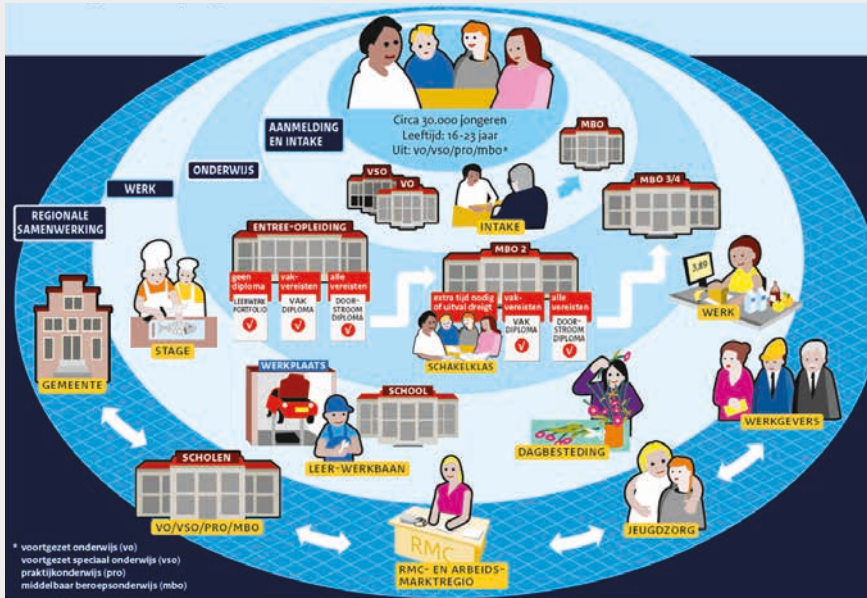 Circa 30.000 jongeren
Leeftijd: 16-23 jaar
Uit: vo/vso/pro/mbo*
AANMELDING
EN INTAKE
ONDERWIJS
WERK
REGIONALE
SAMENWERKING
MBO
VSO
VO
INTAKE
MBO 3/4
ENTREE-OPLEIDING
geen
diploma
LEERWERK
PORTFOLIO
vak-
vereisten
VAK
DIPLOMA
alle
vereisten
DOOR-
STROOM
DIPLOMA
MBO 2
extra tijd nodig
of uitval dreigt
SCHAKELKLAS
vak-
vereisten
VAK
DIPLOMA
alle
vereisten
DOOR-
STROOM
DIPLOMA
3,89
WERK
STAGE
GEMEENTE
WERKPLAATS
SCHOOL
LEER-WERKBAAN
DAGBESTEDING
WERKGEVERS
SCHOLEN
VO/VSO/PRO/MBO
RMC
RMC- EN ARBEIDS-
MARKTREGIO
JEUGDZORG
* voortgezet onderwijs (vo)
voortgezet speciaal onderwijs (vso)
praktijkonderwijs (pro)
middelbaar beroepsonderwijs (mbo)